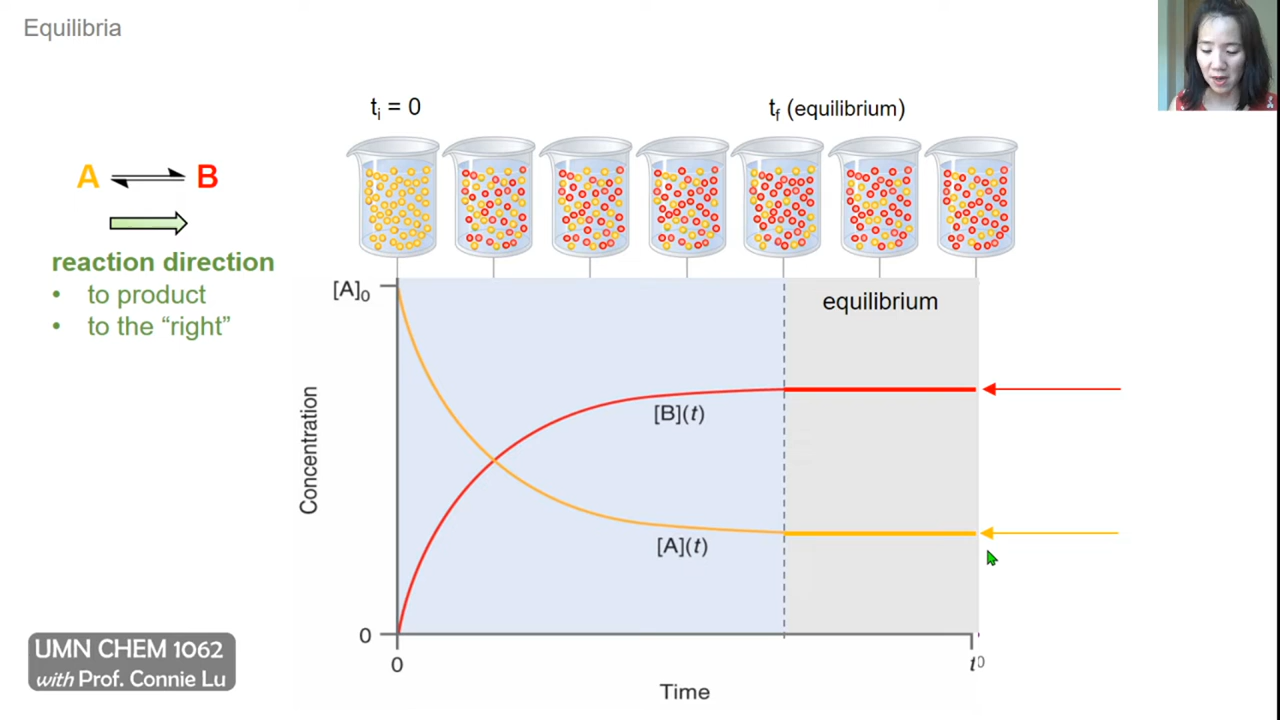 Equilibria
tᵢ = 0
t_f (equilibrium)
A ⇌ B
reaction direction
• to product
• to the “right”
[A]₀
equilibrium
[B](t)
[A](t)
Concentration
0
0
t⁰
Time
UMN CHEM 1062
with Prof. Connie Lu